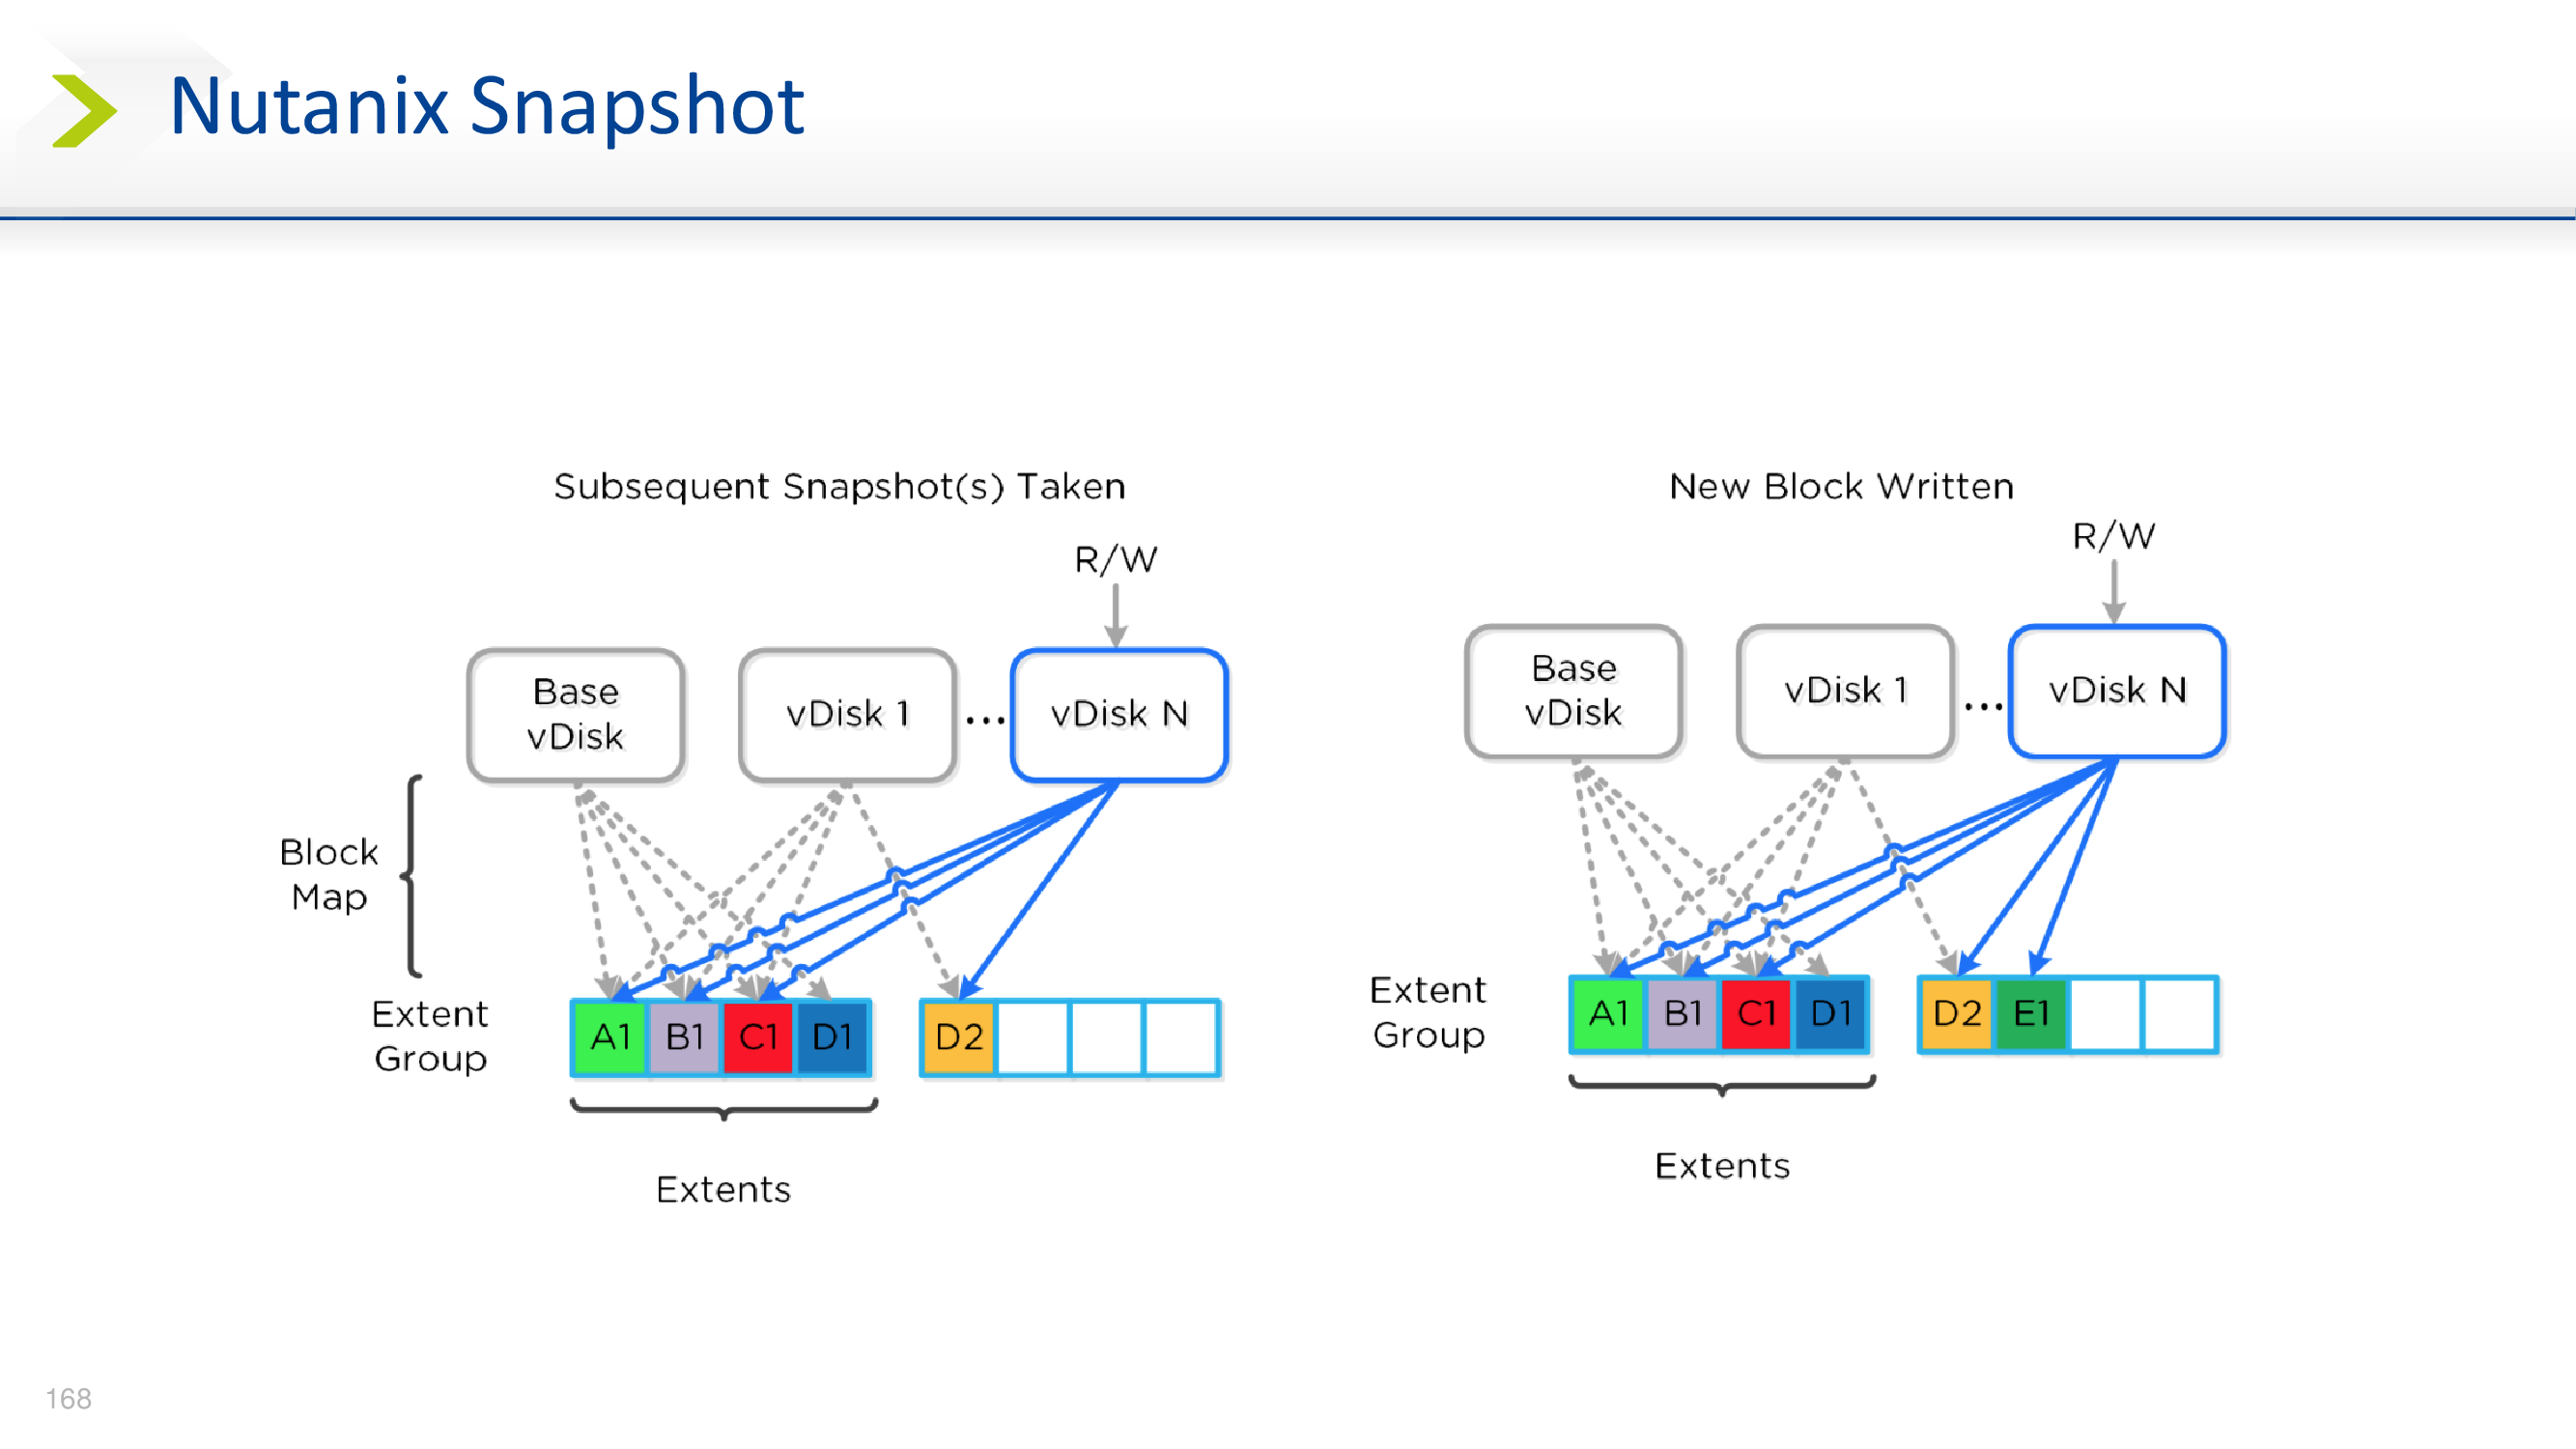 Nutanix Snapshot
Subsequent Snapshot(s) Taken
R/W
Base
vDisk
vDisk 1
...
vDisk N
Block
Map
Extent
Group
A1
B1
C1
D1
D2
Extents
New Block Written
R/W
Base
vDisk
vDisk 1
...
vDisk N
Extent
Group
A1
B1
C1
D1
D2
E1
Extents
168